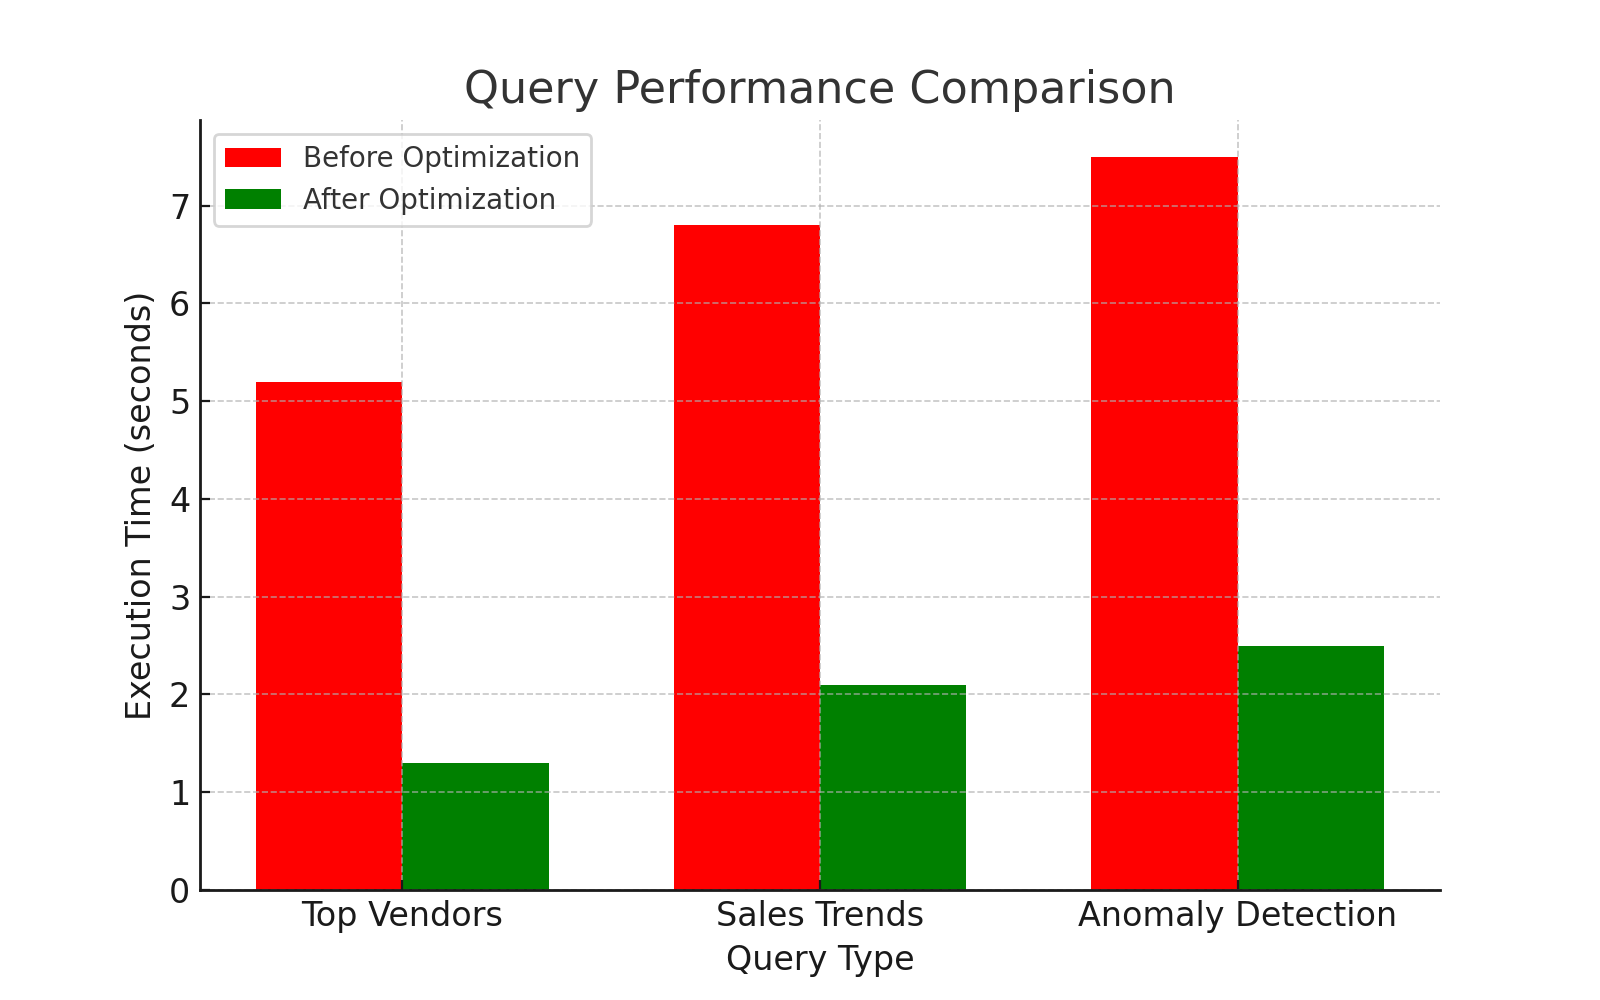 Query Performance Comparison
Before Optimization
After Optimization
7
6
5
4
3
2
1
0
Execution Time (seconds)
Top Vendors
Sales Trends
Anomaly Detection
Query Type